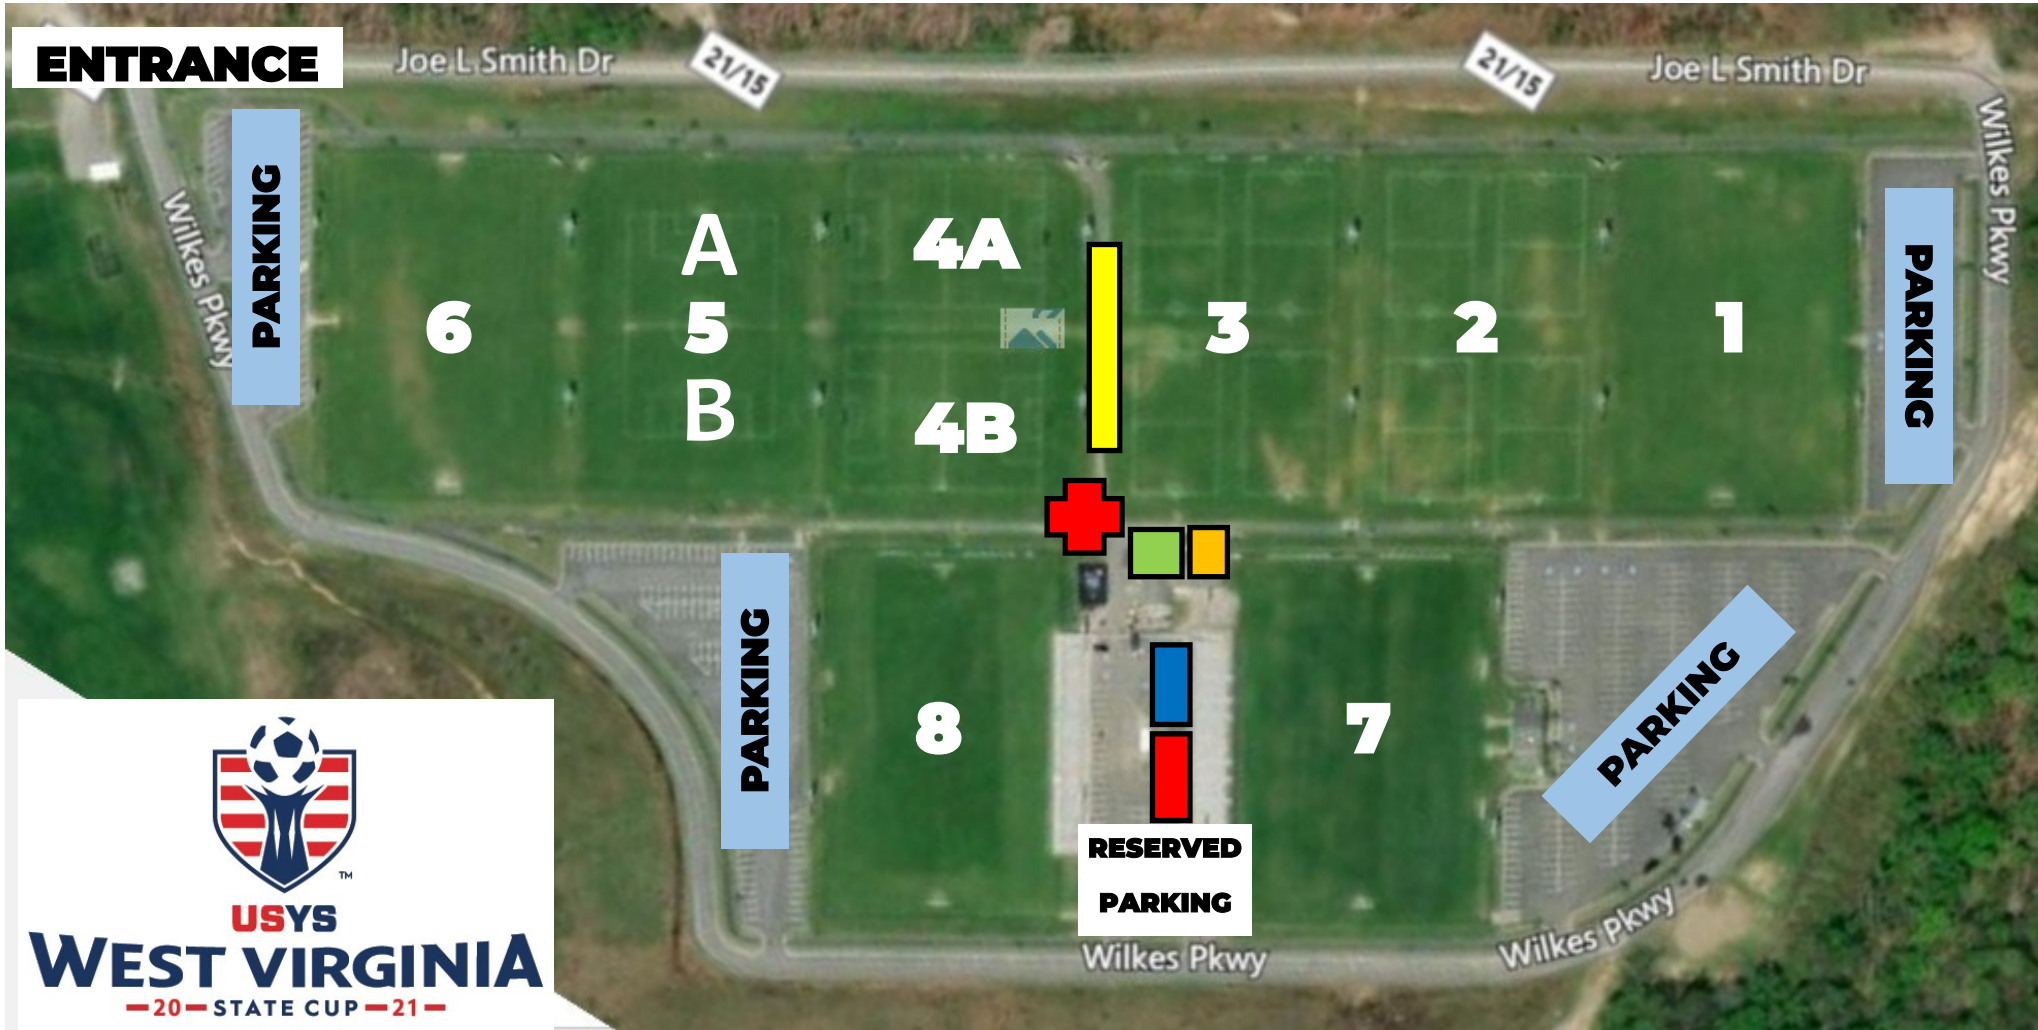 ENTRANCE
Joe L Smith Dr
21/15
21/15
Joe L Smith Dr
Wilkes Pkwy
Wilkes Pkwy
PARKING
PARKING
A
4A
6
5
3
2
1
B
4B
PARKING
PARKING
8
7
RESERVED
PARKING
Wilkes Pkwy
Wilkes Pkwy
TM
USYS
WEST VIRGINIA
20 STATE CUP 21